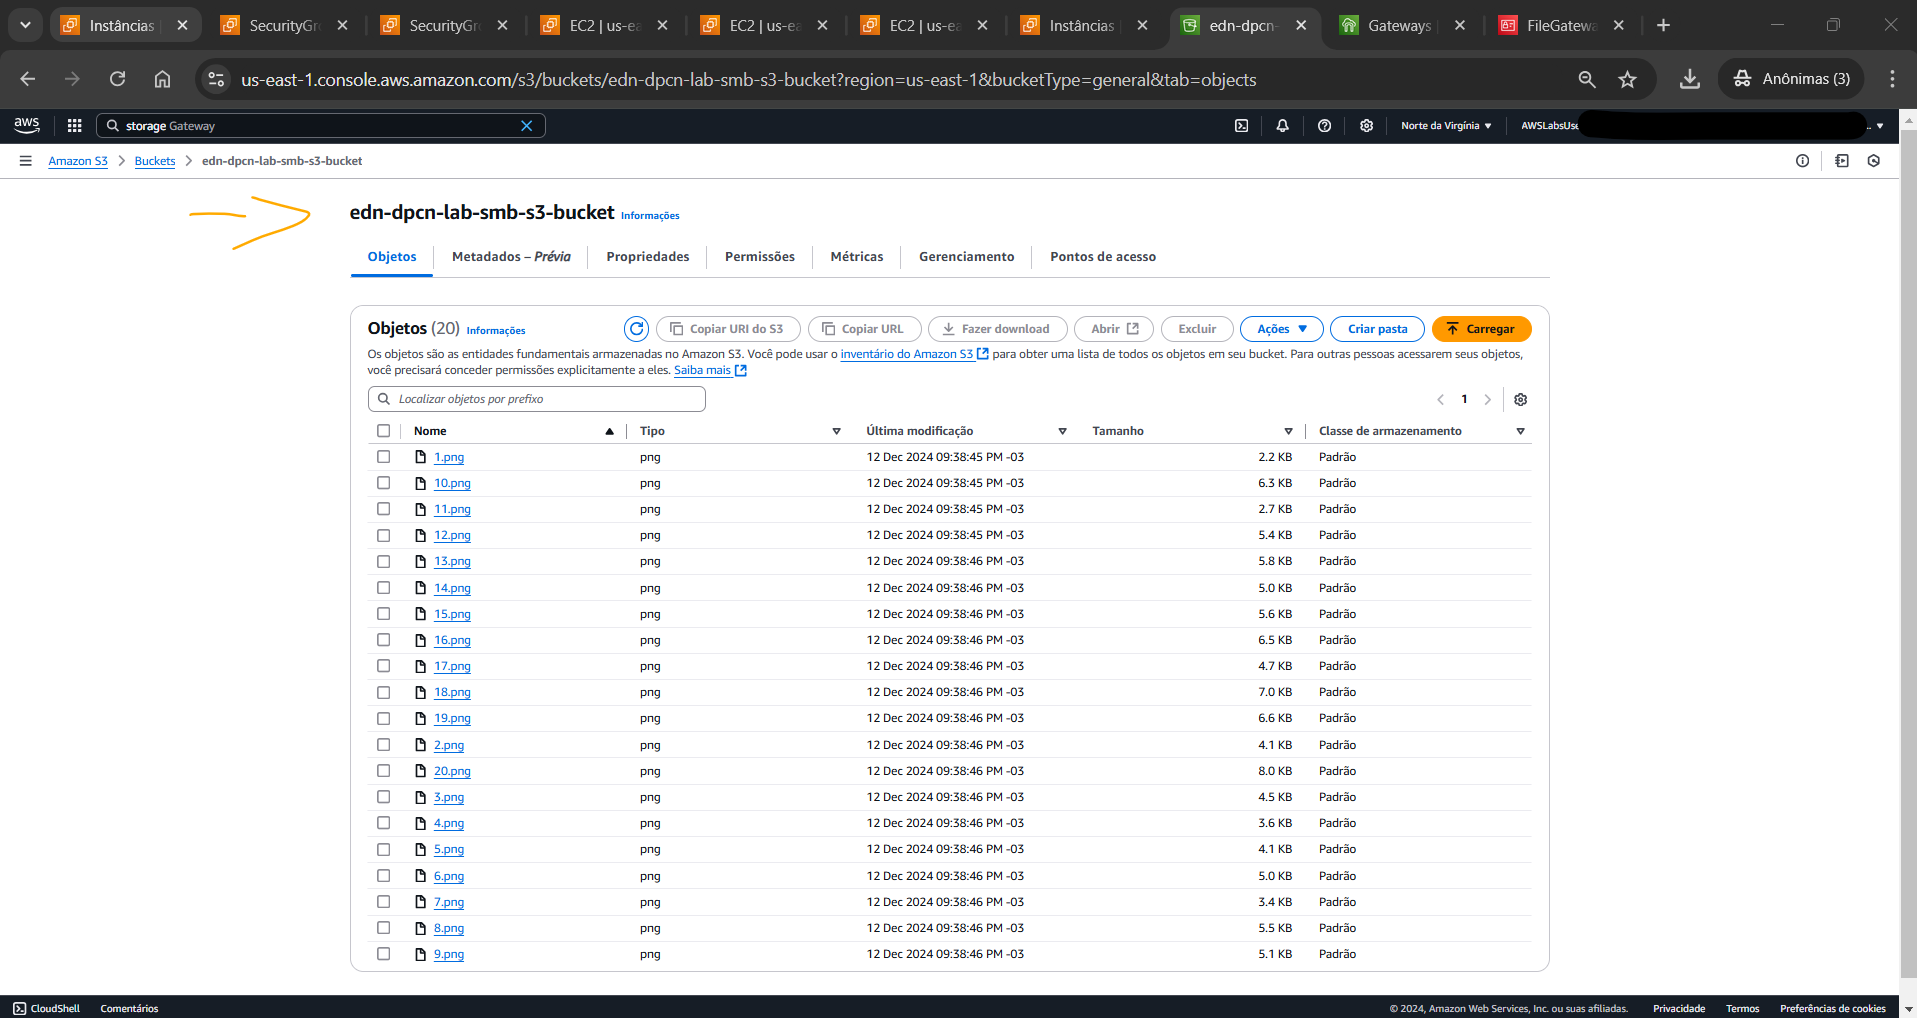 Instâncias
SecurityGr
SecurityGr
EC2 | us-ea
EC2 | us-ea
EC2 | us-ea
Instâncias
edn-dpcn-
Gateways
FileGatewa
us-east-1.console.aws.amazon.com/s3/buckets/edn-dpcn-lab-smb-s3-bucket?region=us-east-1&bucketType=general&tab=objects
Anônimas (3)
aws
storage Gateway
Norte da Virgínia
AWSLabsUse
Amazon S3
Buckets
edn-dpcn-lab-smb-s3-bucket
edn-dpcn-lab-smb-s3-bucket Informações
Objetos
Metadados – Prévia
Propriedades
Permissões
Métricas
Gerenciamento
Pontos de acesso
Objetos (20) Informações
Copiar URI do S3
Copiar URL
Fazer download
Abrir
Excluir
Ações
Criar pasta
Carregar
Os objetos são as entidades fundamentais armazenadas no Amazon S3. Você pode usar o inventário do Amazon S3 para obter uma lista de todos os objetos em seu bucket. Para outras pessoas acessarem seus objetos,
você precisará conceder permissões explicitamente a eles. Saiba mais
Localizar objetos por prefixo
1
Nome Tipo Última modificação Tamanho Classe de armazenamento
1.png png 12 Dec 2024 09:38:45 PM -03 2.2 KB Padrão
10.png png 12 Dec 2024 09:38:45 PM -03 6.3 KB Padrão
11.png png 12 Dec 2024 09:38:45 PM -03 2.7 KB Padrão
12.png png 12 Dec 2024 09:38:45 PM -03 5.4 KB Padrão
13.png png 12 Dec 2024 09:38:46 PM -03 5.8 KB Padrão
14.png png 12 Dec 2024 09:38:46 PM -03 5.0 KB Padrão
15.png png 12 Dec 2024 09:38:46 PM -03 5.6 KB Padrão
16.png png 12 Dec 2024 09:38:46 PM -03 6.5 KB Padrão
17.png png 12 Dec 2024 09:38:46 PM -03 4.7 KB Padrão
18.png png 12 Dec 2024 09:38:46 PM -03 7.0 KB Padrão
19.png png 12 Dec 2024 09:38:46 PM -03 6.6 KB Padrão
2.png png 12 Dec 2024 09:38:46 PM -03 4.1 KB Padrão
20.png png 12 Dec 2024 09:38:46 PM -03 8.0 KB Padrão
3.png png 12 Dec 2024 09:38:46 PM -03 4.5 KB Padrão
4.png png 12 Dec 2024 09:38:46 PM -03 3.6 KB Padrão
5.png png 12 Dec 2024 09:38:46 PM -03 4.1 KB Padrão
6.png png 12 Dec 2024 09:38:46 PM -03 5.0 KB Padrão
7.png png 12 Dec 2024 09:38:46 PM -03 3.4 KB Padrão
8.png png 12 Dec 2024 09:38:46 PM -03 5.5 KB Padrão
9.png png 12 Dec 2024 09:38:46 PM -03 5.1 KB Padrão
CloudShell
Comentários
© 2024, Amazon Web Services, Inc. ou suas afiliadas.
Privacidade
Termos
Preferências de cookies